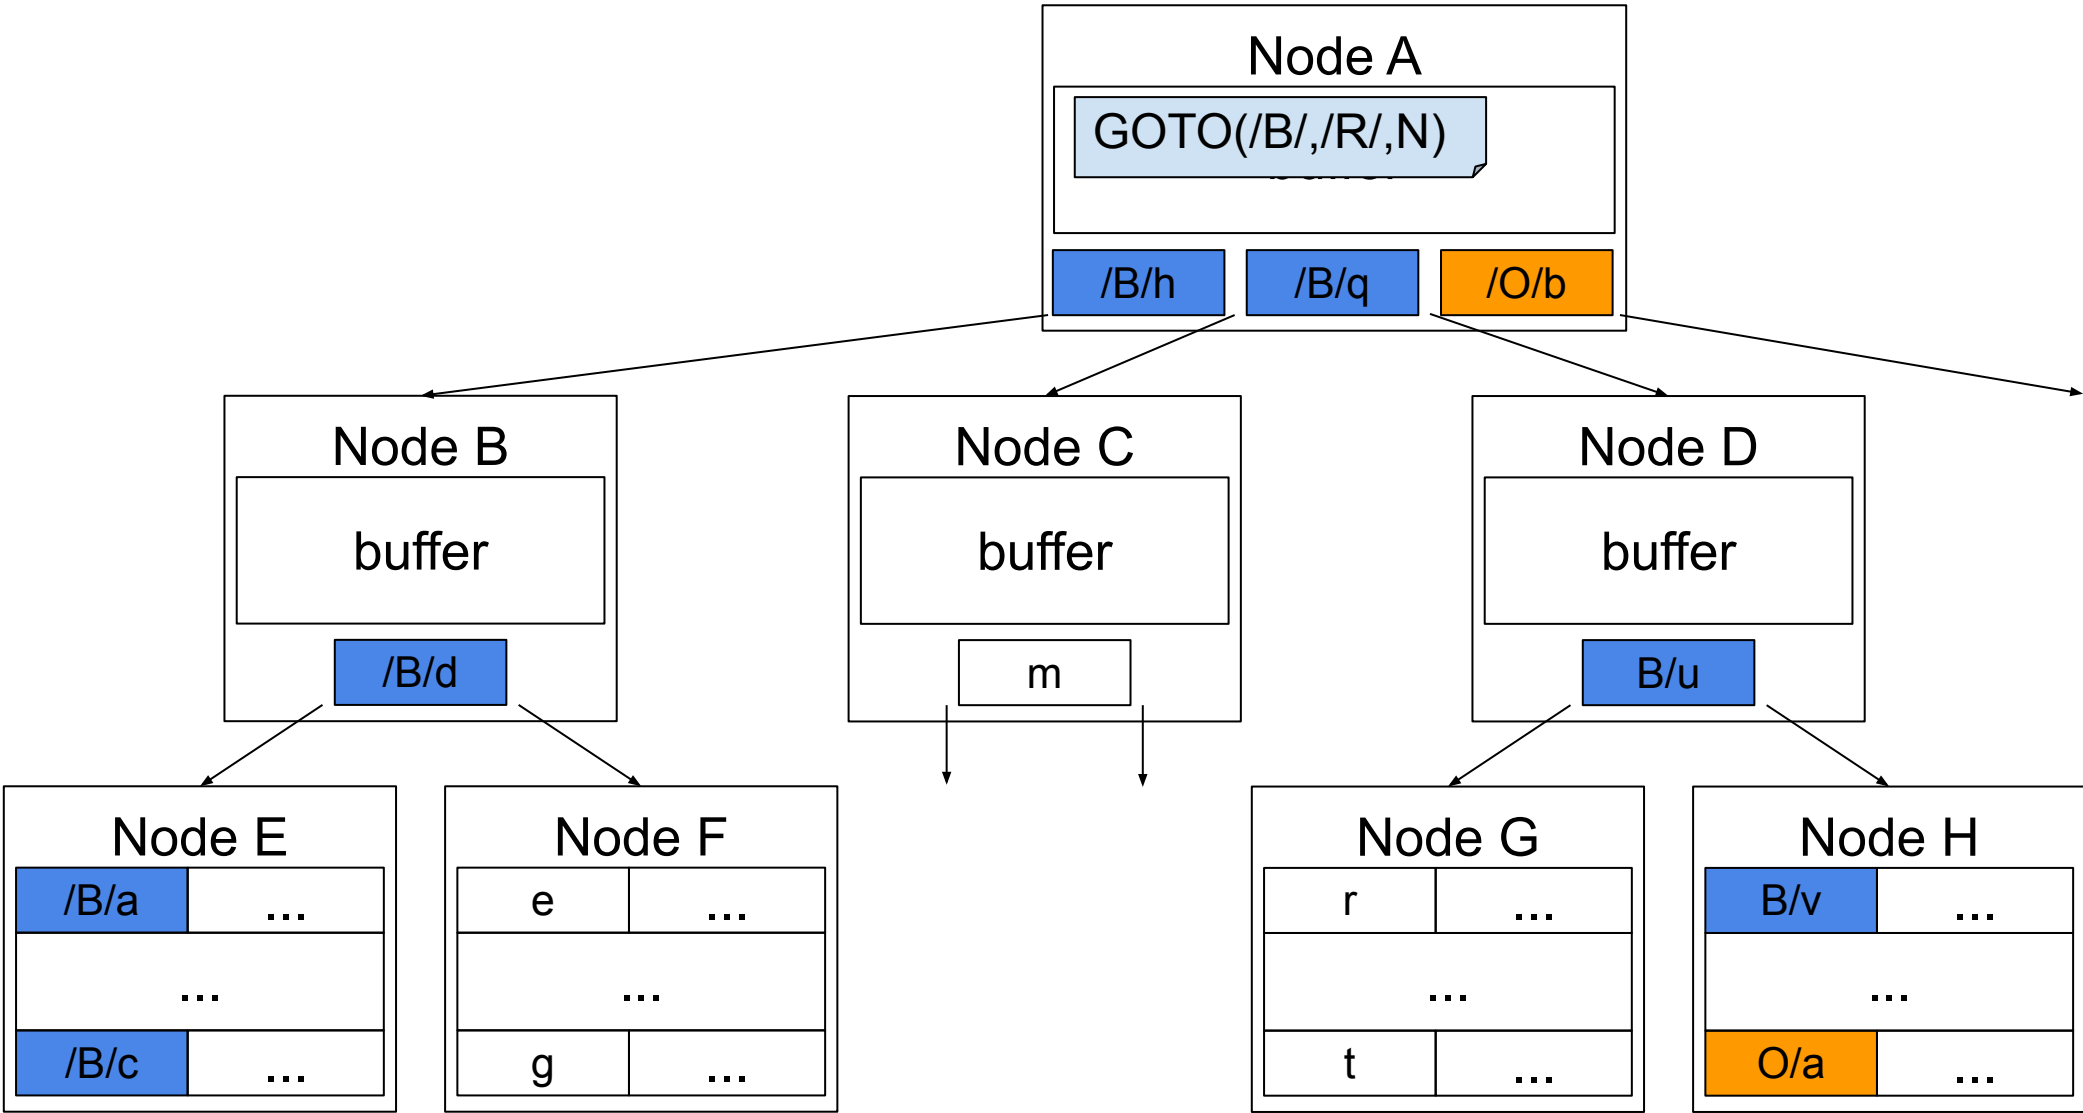 Node A
GOTO(/B/,/R/,N)
/B/h /B/q /O/b
Node B Node C Node D
buffer buffer buffer
/B/d m B/u
Node E Node F Node G Node H
/B/a ... e ... r ... B/v ...
... ... ... ...
/B/c ... g ... t ... O/a ...